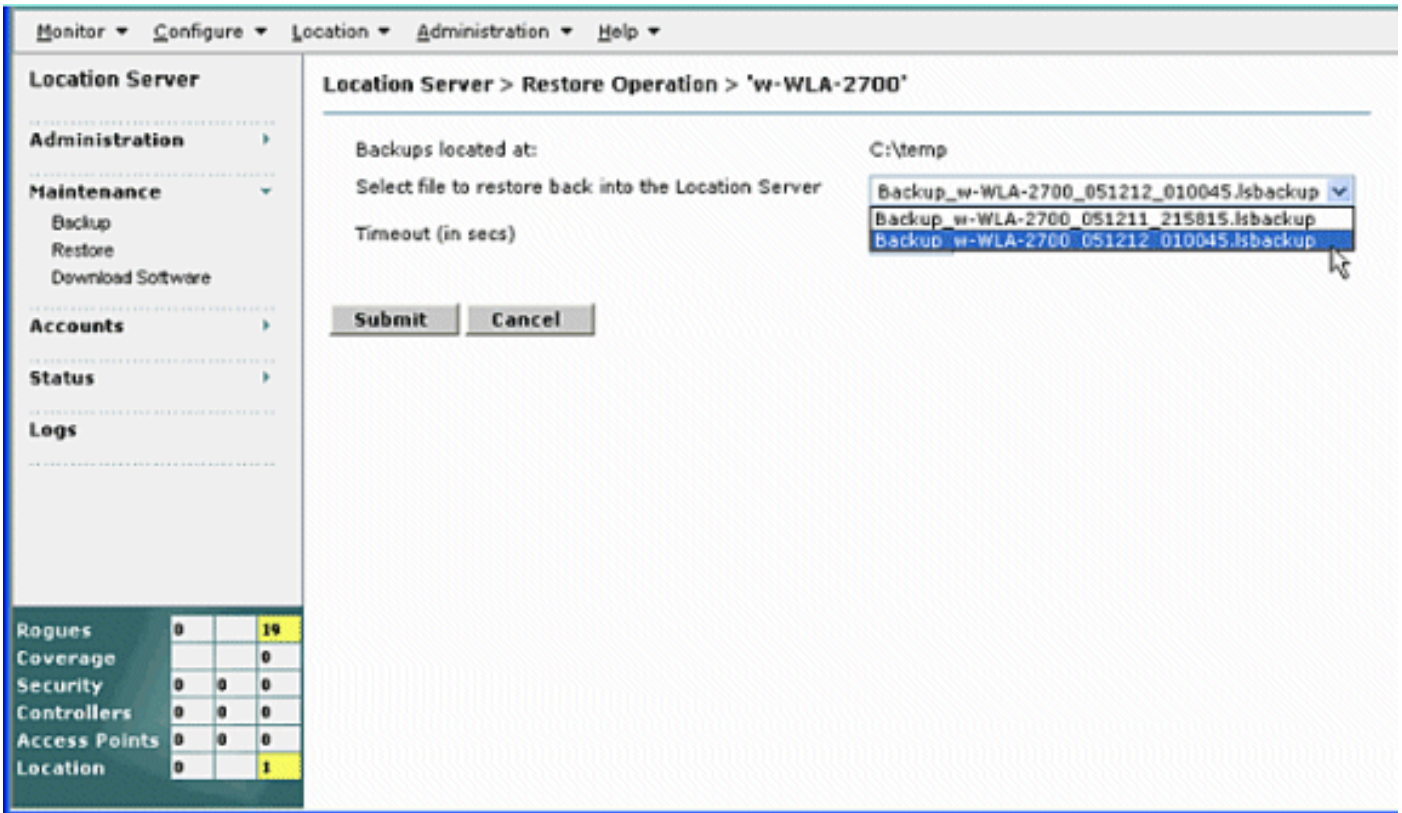 Monitor Configure Location Administration Help
Location Server
Administration
Maintenance
Backup
Restore
Download Software
Accounts
Status
Logs
Rogues 0 19
Coverage 0
Security 0 0 0
Controllers 0 0 0
Access Points 0 0 0
Location 0 1
Location Server > Restore Operation > 'w-WLA-2700'
Backups located at: C:\temp
Select file to restore back into the Location Server Backup_w-WLA-2700_051212_010045.lsbackup
Backup_w-WLA-2700_051211_215815.lsbackup
Timeout (in secs) Backup_w-WLA-2700_051212_010045.lsbackup
Submit Cancel